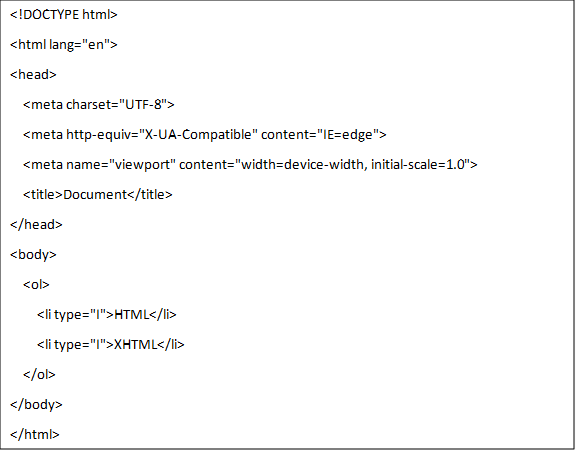 <!DOCTYPE html>
<html lang="en">
<head>
<meta charset="UTF-8">
<meta http-equiv="X-UA-Compatible" content="IE=edge">
<meta name="viewport" content="width=device-width, initial-scale=1.0">
<title>Document</title>
</head>
<body>
<ol>
<li type="I">HTML</li>
<li type="I">XHTML</li>
</ol>
</body>
</html>